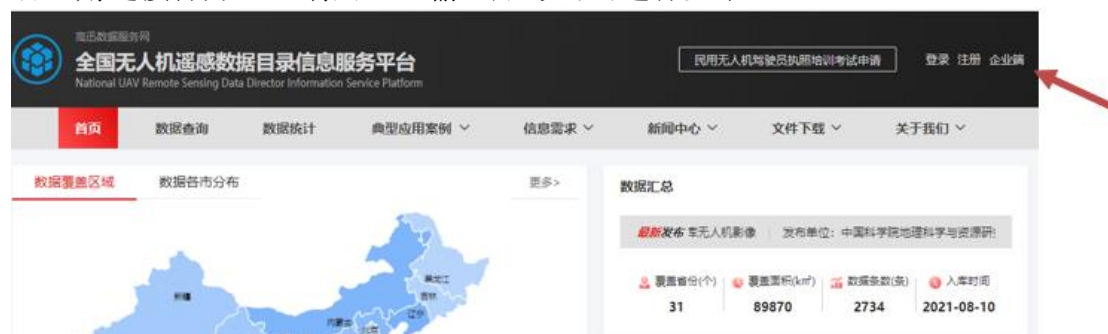 高迅数据服务网
全国无人机遥感数据目录信息服务平台
National UAV Remote Sensing Data Director Information Service Platform
民用无人机驾驶员执照培训考试申请
登录 注册 企业端
首页 数据查询 数据统计 典型应用案例 信息需求 新闻中心 文件下载 关于我们
数据覆盖区域 数据各市分布 更多>
数据汇总
最新发布 车无人机影像 发布单位：中国科学院地理科学与资源研
覆盖省份(个) 覆盖面积(km²) 数据条数(条) 入库时间
31 89870 2734 2021-08-10
黑龙江
吉林
新疆
辽宁
内蒙古
北京